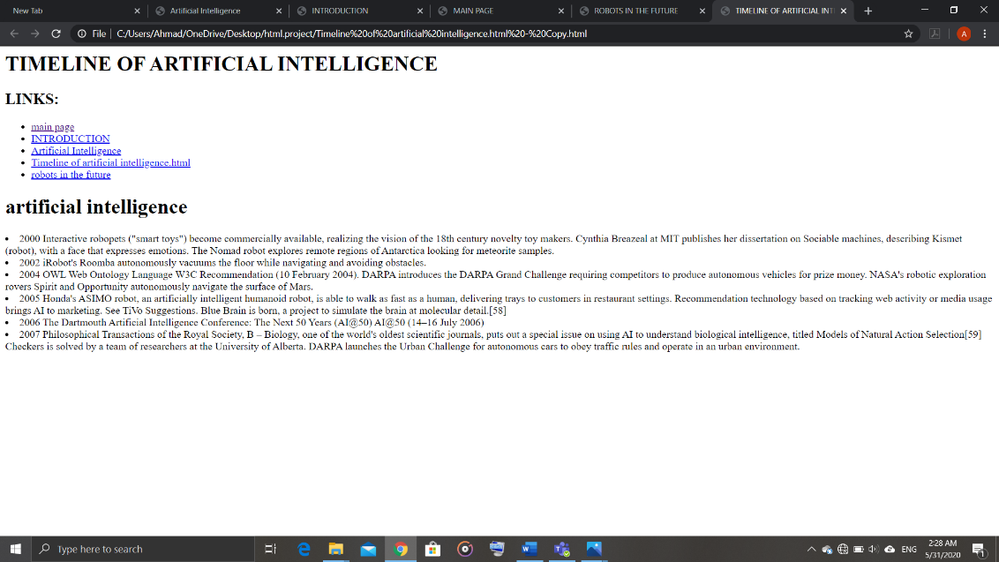 New Tab
Artificial Intelligence
INTRODUCTION
MAIN PAGE
ROBOTS IN THE FUTURE
TIMELINE OF ARTIFICIAL INT
File | C:/Users/Ahmad/OneDrive/Desktop/html.project/Timeline%20of%20artificial%20intelligence.html%20-%20Copy.html
A
TIMELINE OF ARTIFICIAL INTELLIGENCE
LINKS:
• main page
• INTRODUCTION
• Artificial Intelligence
• Timeline of artificial intelligence.html
• robots in the future
artificial intelligence
• 2000 Interactive robopets ("smart toys") become commercially available, realizing the vision of the 18th century novelty toy makers. Cynthia Breazeal at MIT publishes her dissertation on Sociable machines, describing Kismet
(robot), with a face that expresses emotions. The Nomad robot explores remote regions of Antarctica looking for meteorite samples.
• 2002 iRobot's Roomba autonomously vacuums the floor while navigating and avoiding obstacles.
• 2004 OWL Web Ontology Language W3C Recommendation (10 February 2004). DARPA introduces the DARPA Grand Challenge requiring competitors to produce autonomous vehicles for prize money. NASA's robotic exploration
rovers Spirit and Opportunity autonomously navigate the surface of Mars.
• 2005 Honda's ASIMO robot, an artificially intelligent humanoid robot, is able to walk as fast as a human, delivering trays to customers in restaurant settings. Recommendation technology based on tracking web activity or media usage
brings AI to marketing. See TiVo Suggestions. Blue Brain is born, a project to simulate the brain at molecular detail.[58]
• 2006 The Dartmouth Artificial Intelligence Conference: The Next 50 Years (AI@50) AI@50 (14–16 July 2006)
• 2007 Philosophical Transactions of the Royal Society, B – Biology, one of the world's oldest scientific journals, puts out a special issue on using AI to understand biological intelligence, titled Models of Natural Action Selection[59]
Checkers is solved by a team of researchers at the University of Alberta. DARPA launches the Urban Challenge for autonomous cars to obey traffic rules and operate in an urban environment.
Type here to search
ENG
2:28 AM
5/31/2020
1